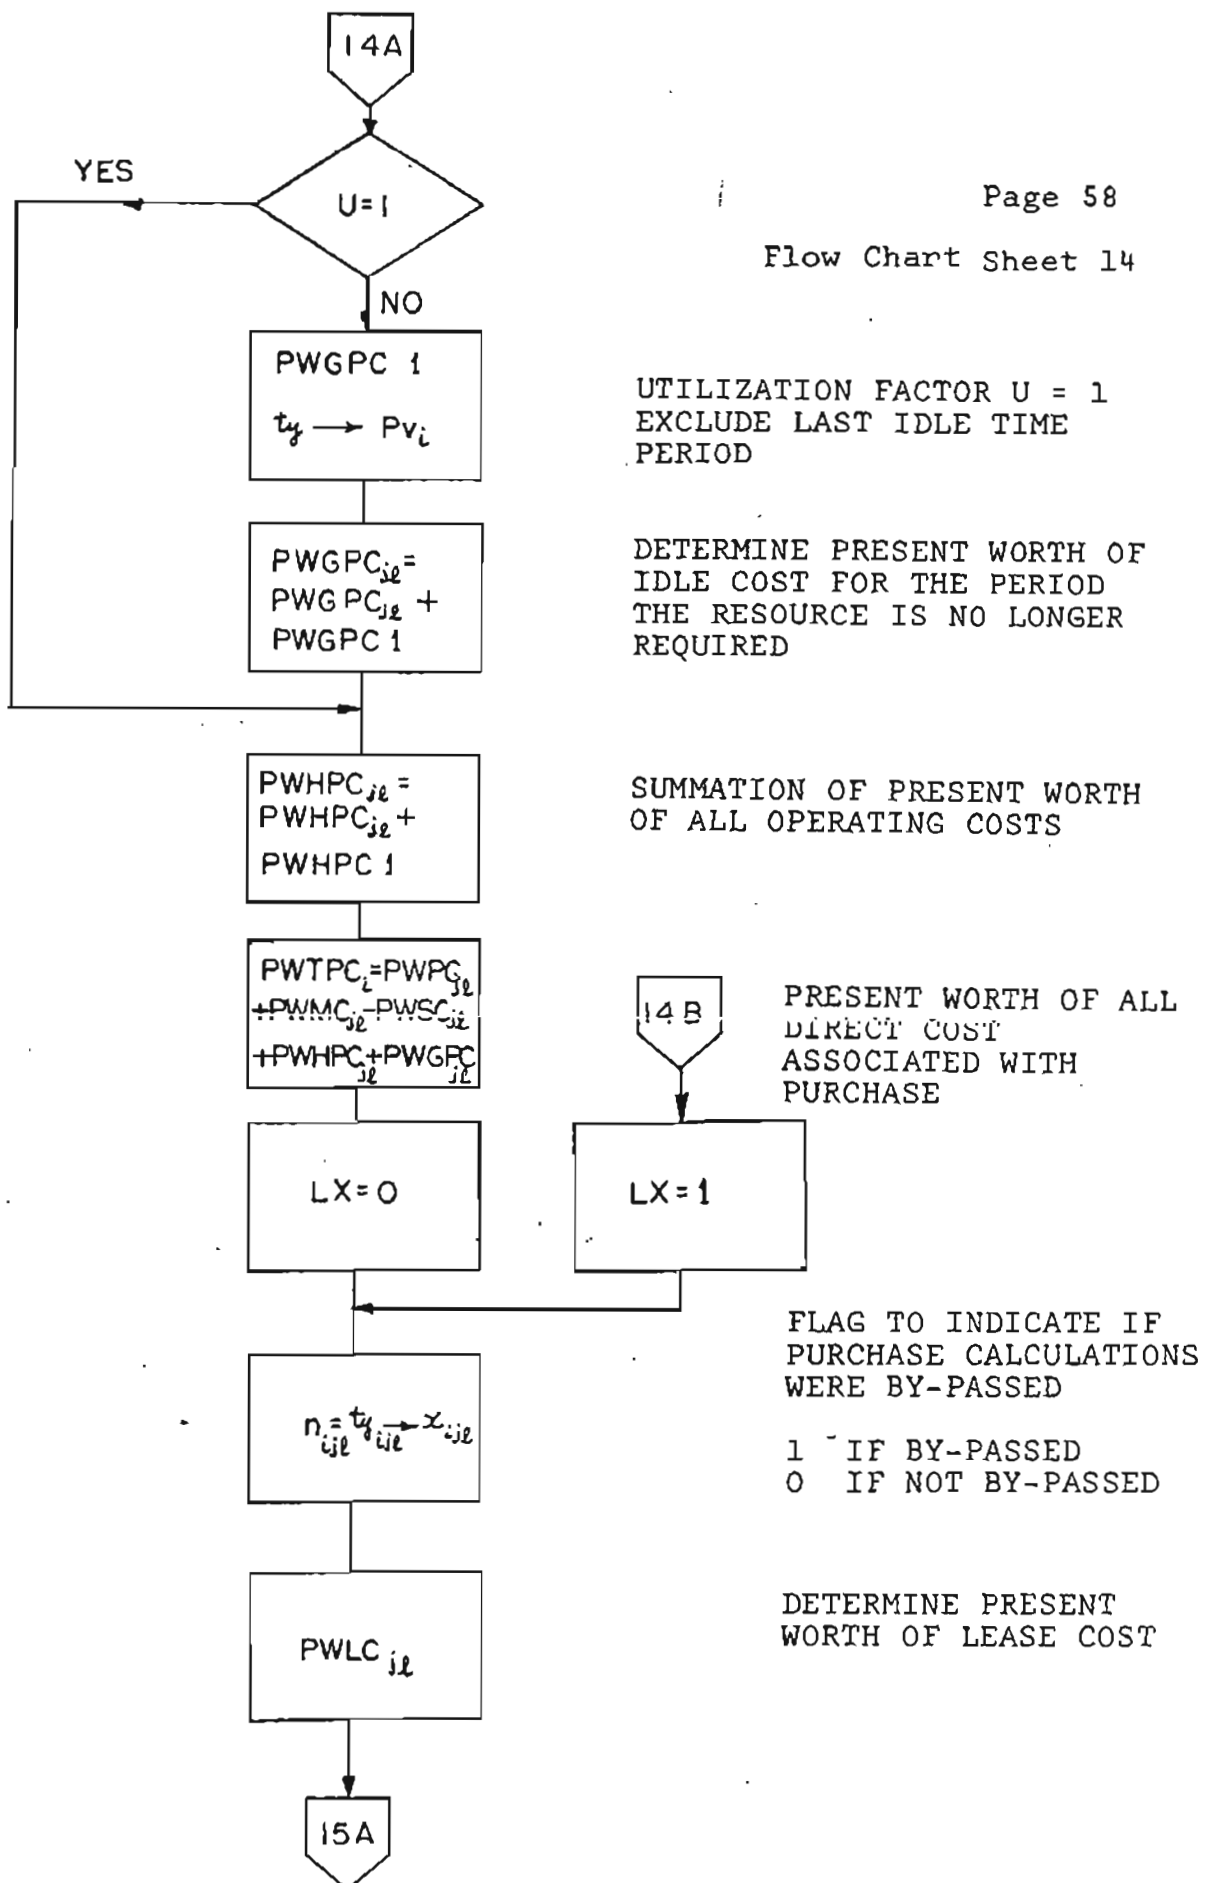 14A
YES
U=1
Page 58
Flow Chart Sheet 14
NO
PWGPC 1
ty → Pvi
UTILIZATION FACTOR U = 1
EXCLUDE LAST IDLE TIME
PERIOD
PWGPCjℓ=
PWGPCjℓ +
PWGPC 1
DETERMINE PRESENT WORTH OF
IDLE COST FOR THE PERIOD
THE RESOURCE IS NO LONGER
REQUIRED
PWHPCjℓ =
PWHPCjℓ +
PWHPC 1
SUMMATION OF PRESENT WORTH
OF ALL OPERATING COSTS
PWTPCi=PWPCjℓ
+PWMCjℓ-PWSCjℓ
+PWHPCjℓ+PWGPCjℓ
14B
PRESENT WORTH OF ALL
DIRECT COST
ASSOCIATED WITH
PURCHASE
LX=0
LX=1
FLAG TO INDICATE IF
PURCHASE CALCULATIONS
WERE BY-PASSED
1 IF BY-PASSED
0 IF NOT BY-PASSED
nijℓ=tyijℓ→xijℓ
PWLCjℓ
DETERMINE PRESENT
WORTH OF LEASE COST
15A